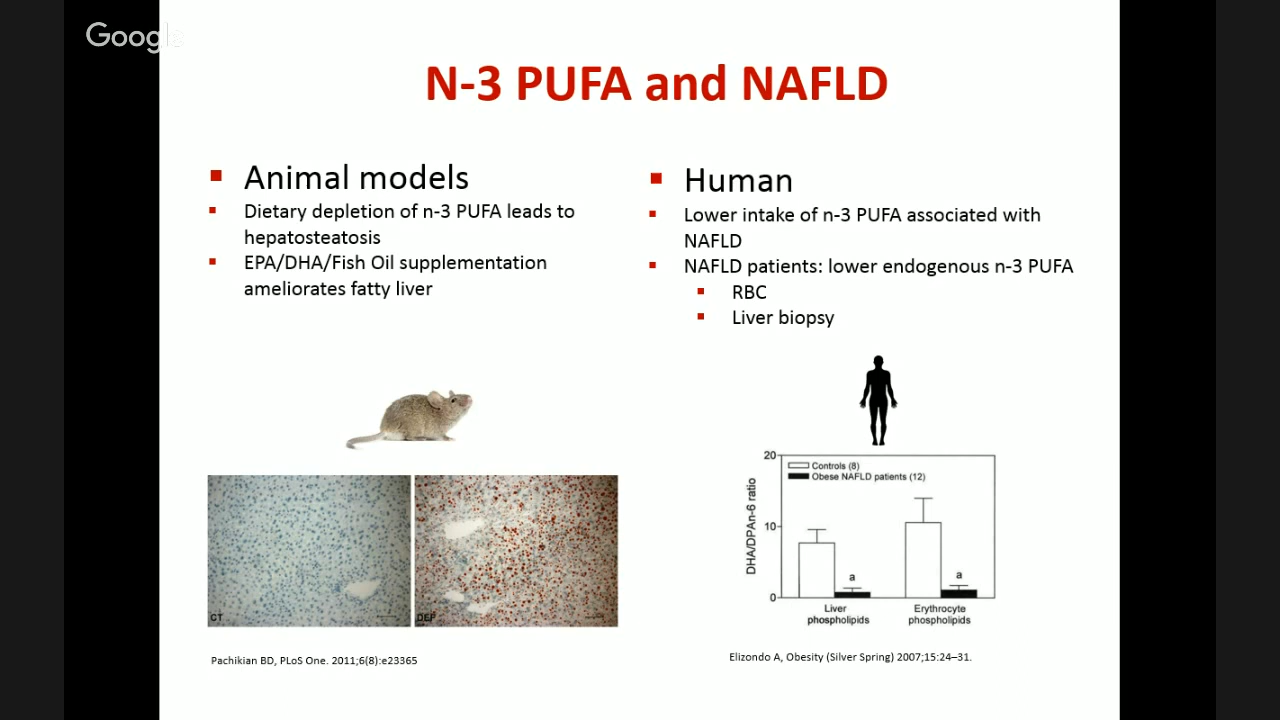 Google
N-3 PUFA and NAFLD
Animal models
Dietary depletion of n-3 PUFA leads to
hepatosteatosis
EPA/DHA/Fish Oil supplementation
ameliorates fatty liver
CT
DEF
Pachikian BD, PLoS One. 2011;6(8):e23365
Human
Lower intake of n-3 PUFA associated with
NAFLD
NAFLD patients: lower endogenous n-3 PUFA
RBC
Liver biopsy
20
10
0
DHA/DPAn-6 ratio
Controls (8)
Obese NAFLD patients (12)
a
a
Liver
phospholipids
Erythrocyte
phospholipids
Elizondo A, Obesity (Silver Spring) 2007;15:24–31.